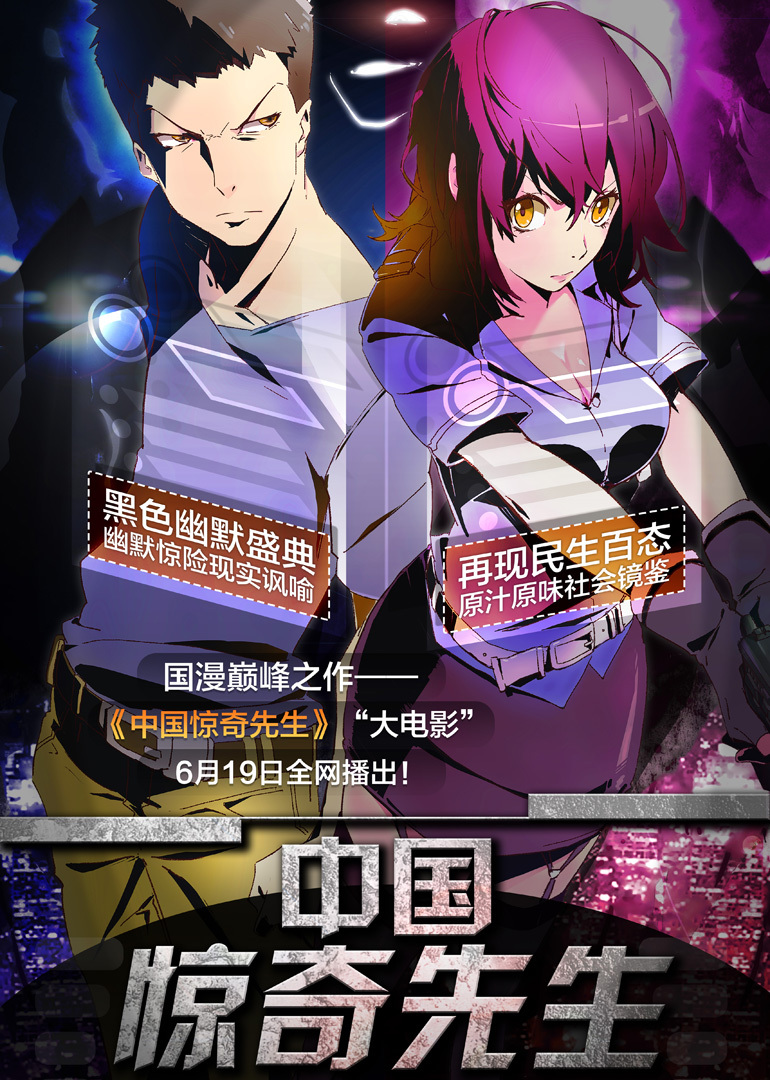 黑色幽默盛典
幽默惊险现实讽喻
再现民生百态
原汁原味社会镜鉴
国漫巅峰之作——
《中国惊奇先生》“大电影”
6月19日全网播出！
中国
惊奇先生